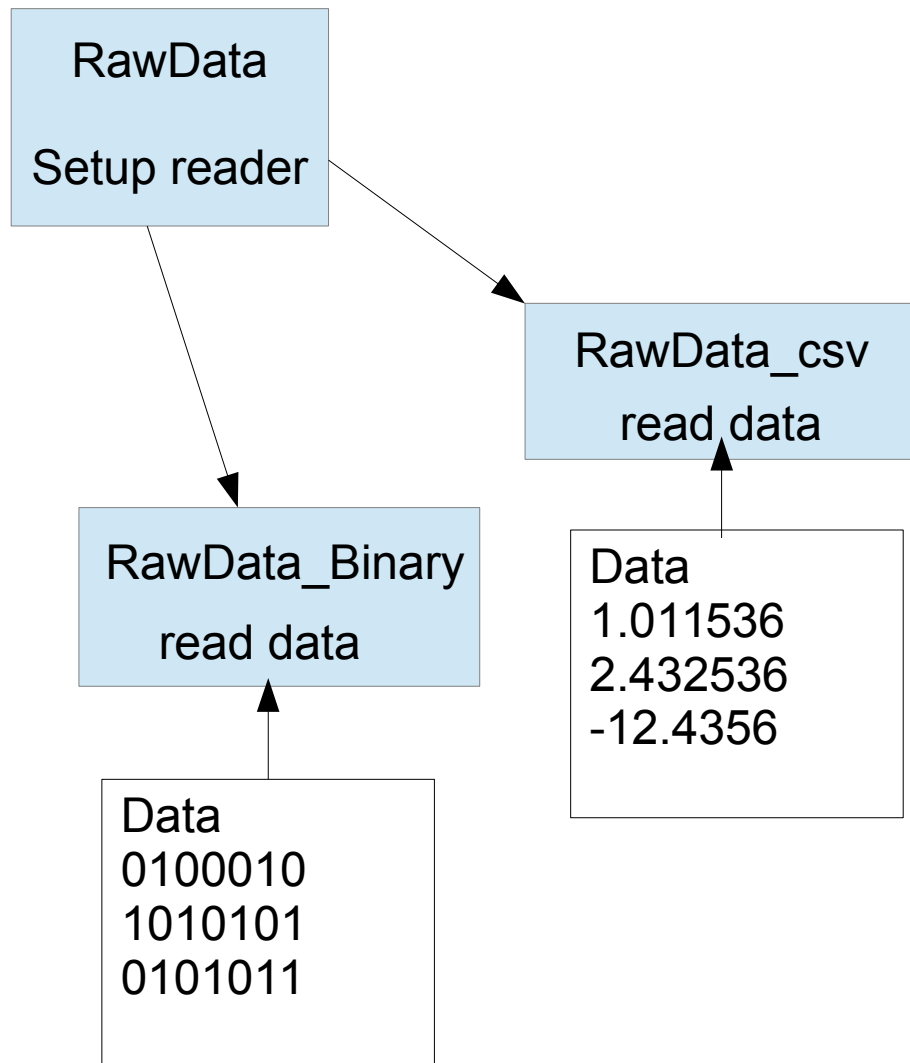 RawData
Setup reader
RawData_csv
read data
RawData_Binary
read data
Data
1.011536
2.432536
-12.4356
Data
0100010
1010101
0101011